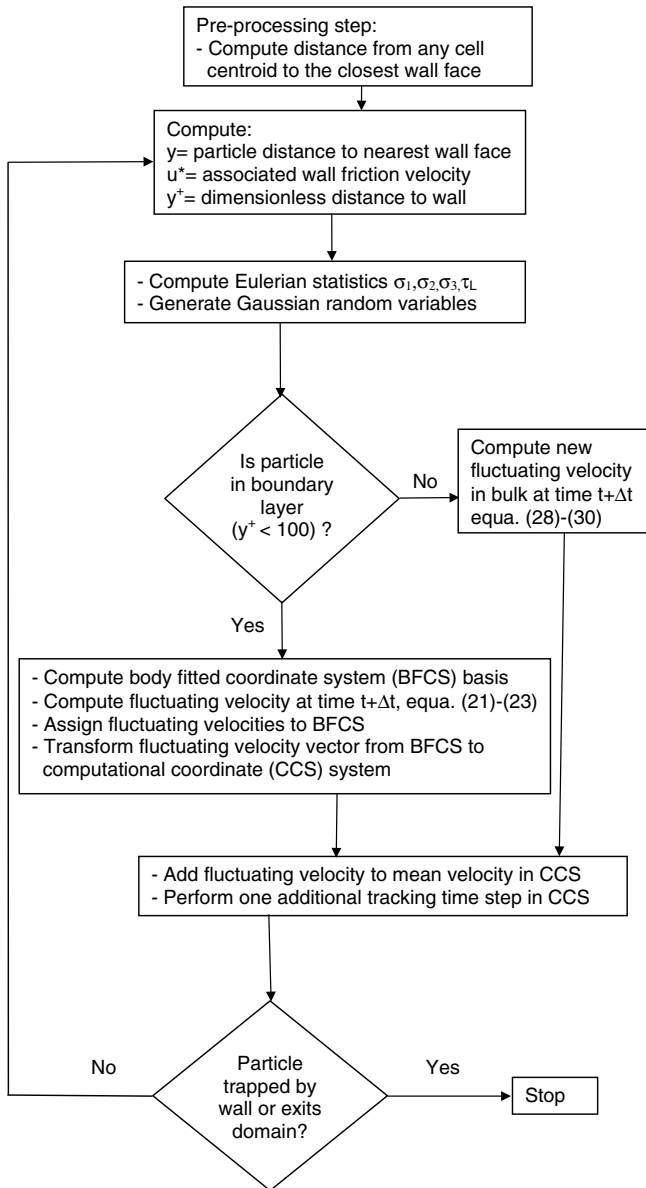 Pre-processing step:
- Compute distance from any cell
centroid to the closest wall face
Compute:
y= particle distance to nearest wall face
u*= associated wall friction velocity
y⁺= dimensionless distance to wall
- Compute Eulerian statistics σ₁,σ₂,σ₃,τL
- Generate Gaussian random variables
Is particle
in boundary
layer
(y⁺ < 100) ?
No
Compute new
fluctuating velocity
in bulk at time t+Δt
equa. (28)-(30)
Yes
- Compute body fitted coordinate system (BFCS) basis
- Compute fluctuating velocity at time t+Δt, equa. (21)-(23)
- Assign fluctuating velocities to BFCS
- Transform fluctuating velocity vector from BFCS to
computational coordinate (CCS) system
- Add fluctuating velocity to mean velocity in CCS
- Perform one additional tracking time step in CCS
No
Particle
trapped by
wall or exits
domain?
Yes
Stop